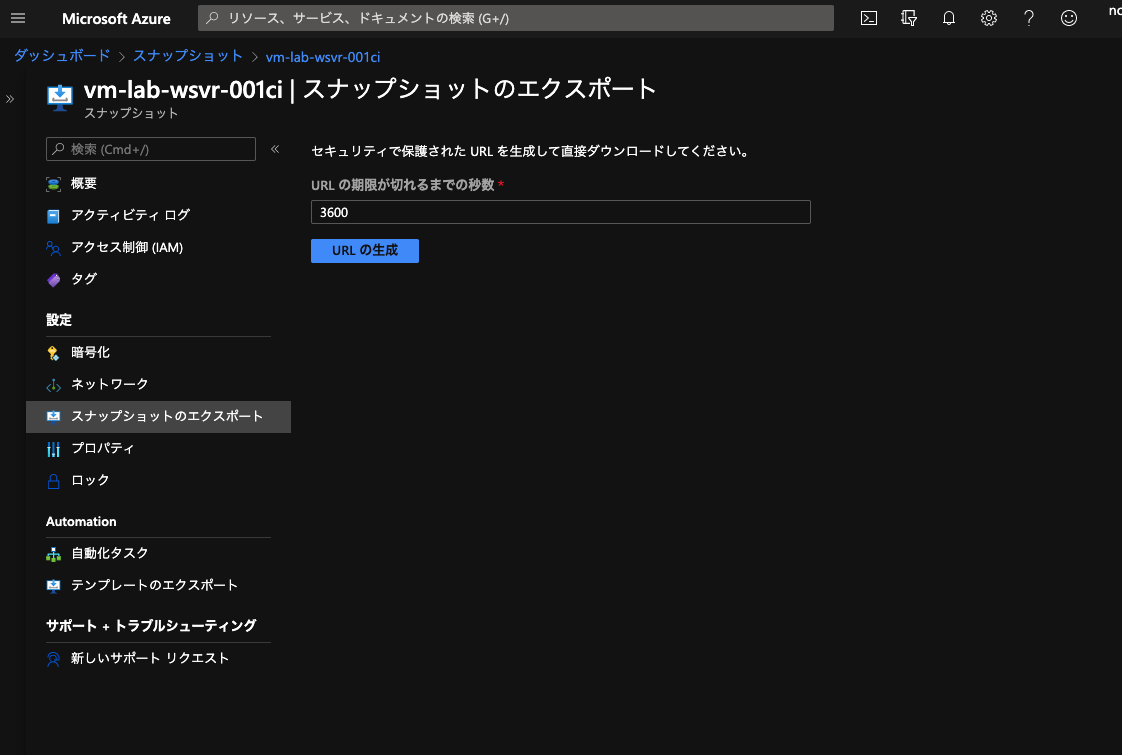 Microsoft Azure
リソース、サービス、ドキュメントの検索 (G+/)
ダッシュボード > スナップショット > vm-lab-wsvr-001ci
vm-lab-wsvr-001ci | スナップショットのエクスポート
スナップショット
検索 (Cmd+/)
概要
アクティビティ ログ
アクセス制御 (IAM)
タグ
設定
暗号化
ネットワーク
スナップショットのエクスポート
プロパティ
ロック
Automation
自動化タスク
テンプレートのエクスポート
サポート + トラブルシューティング
新しいサポート リクエスト
セキュリティで保護された URL を生成して直接ダウンロードしてください。
URL の期限が切れるまでの秒数 *
3600
URL の生成